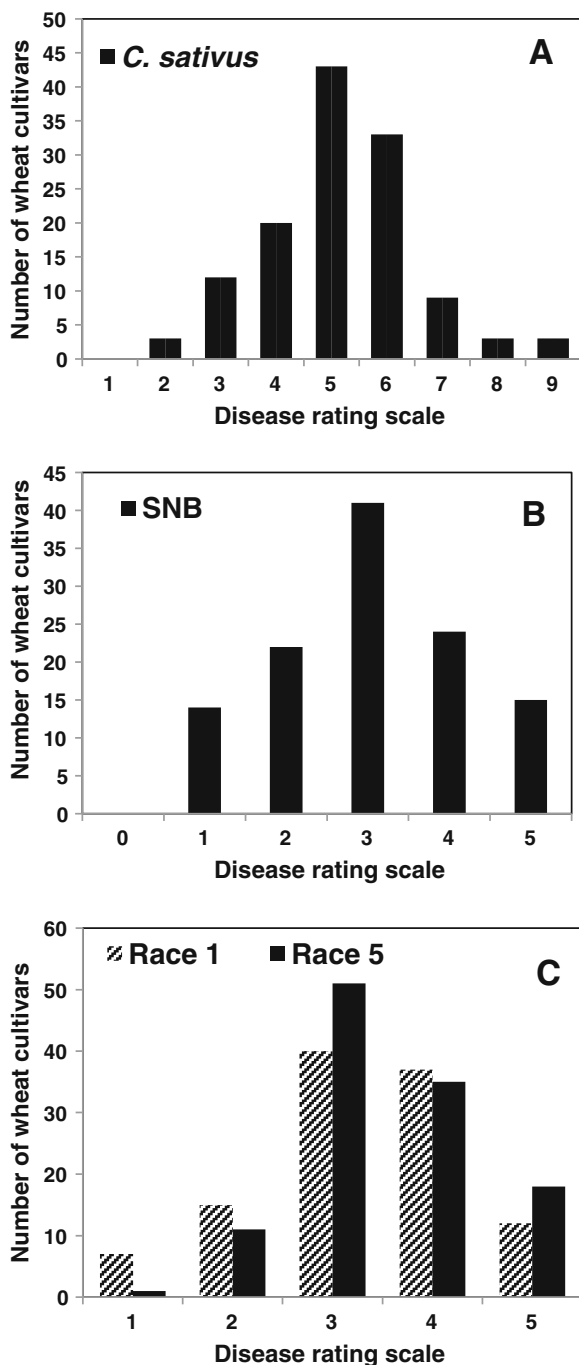 50
45
40
35
30
25
20
15
10
5
0
Number of wheat cultivars
C. sativus
A
1 2 3 4 5 6 7 8 9
Disease rating scale
45
40
35
30
25
20
15
10
5
0
Number of wheat cultivars
SNB
B
0 1 2 3 4 5
Disease rating scale
60
50
40
30
20
10
0
Number of wheat cultivars
Race 1 Race 5
C
1 2 3 4 5
Disease rating scale